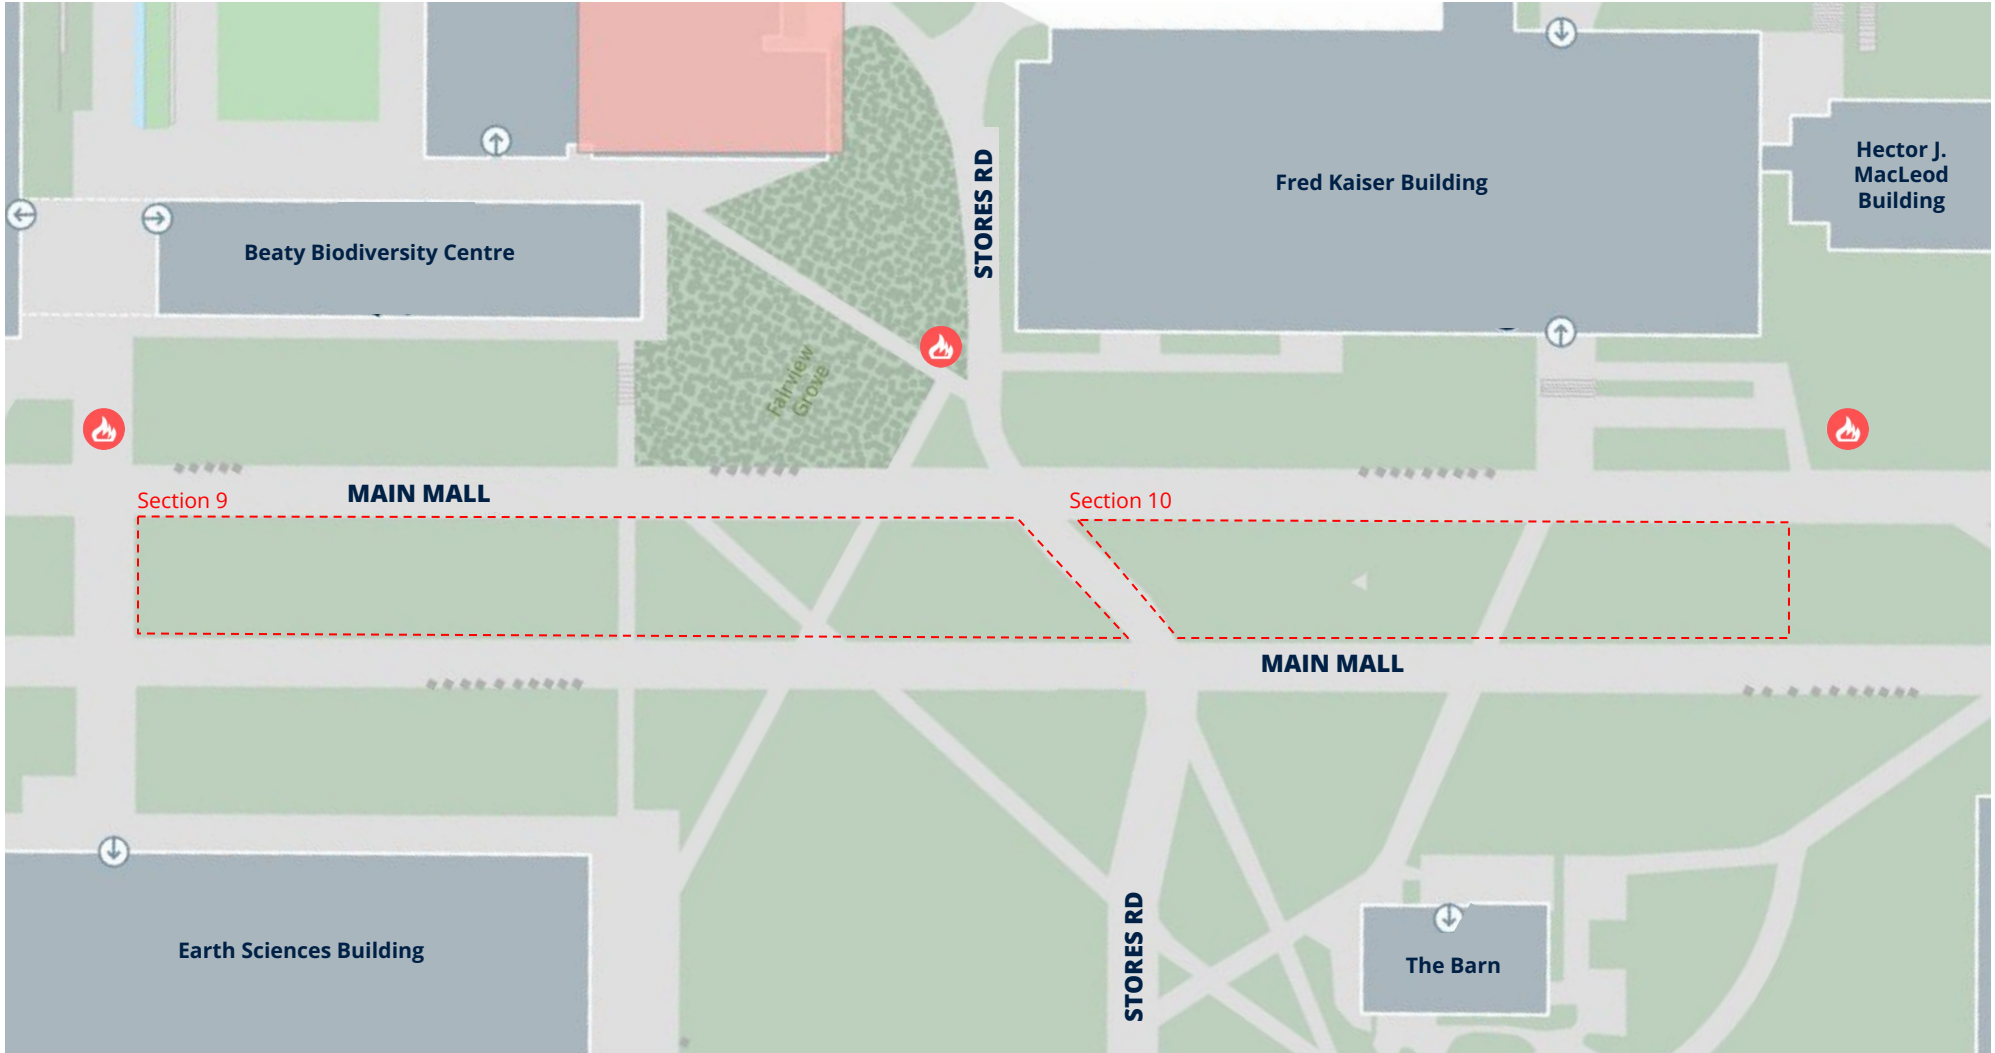 Hector J.
MacLeod
Building
Fred Kaiser Building
STORES RD
Beaty Biodiversity Centre
Fairview
Grove
MAIN MALL
Section 9
Section 10
MAIN MALL
STORES RD
Earth Sciences Building
The Barn